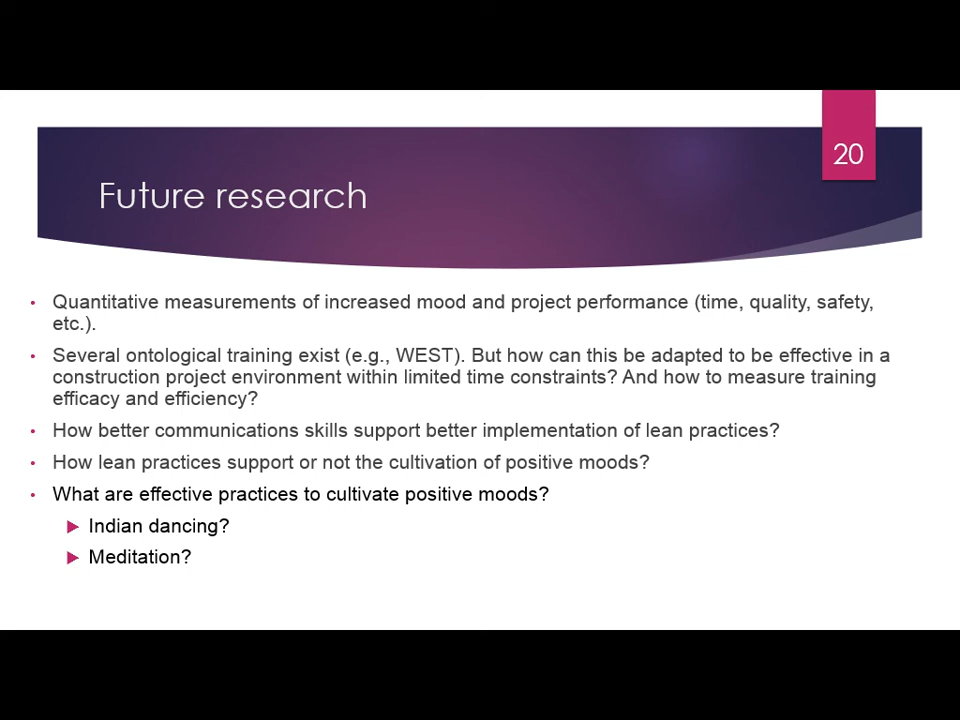 20
Future research
• Quantitative measurements of increased mood and project performance (time, quality, safety,
etc.).
• Several ontological training exist (e.g., WEST). But how can this be adapted to be effective in a
construction project environment within limited time constraints? And how to measure training
efficacy and efficiency?
• How better communications skills support better implementation of lean practices?
• How lean practices support or not the cultivation of positive moods?
• What are effective practices to cultivate positive moods?
Indian dancing?
Meditation?